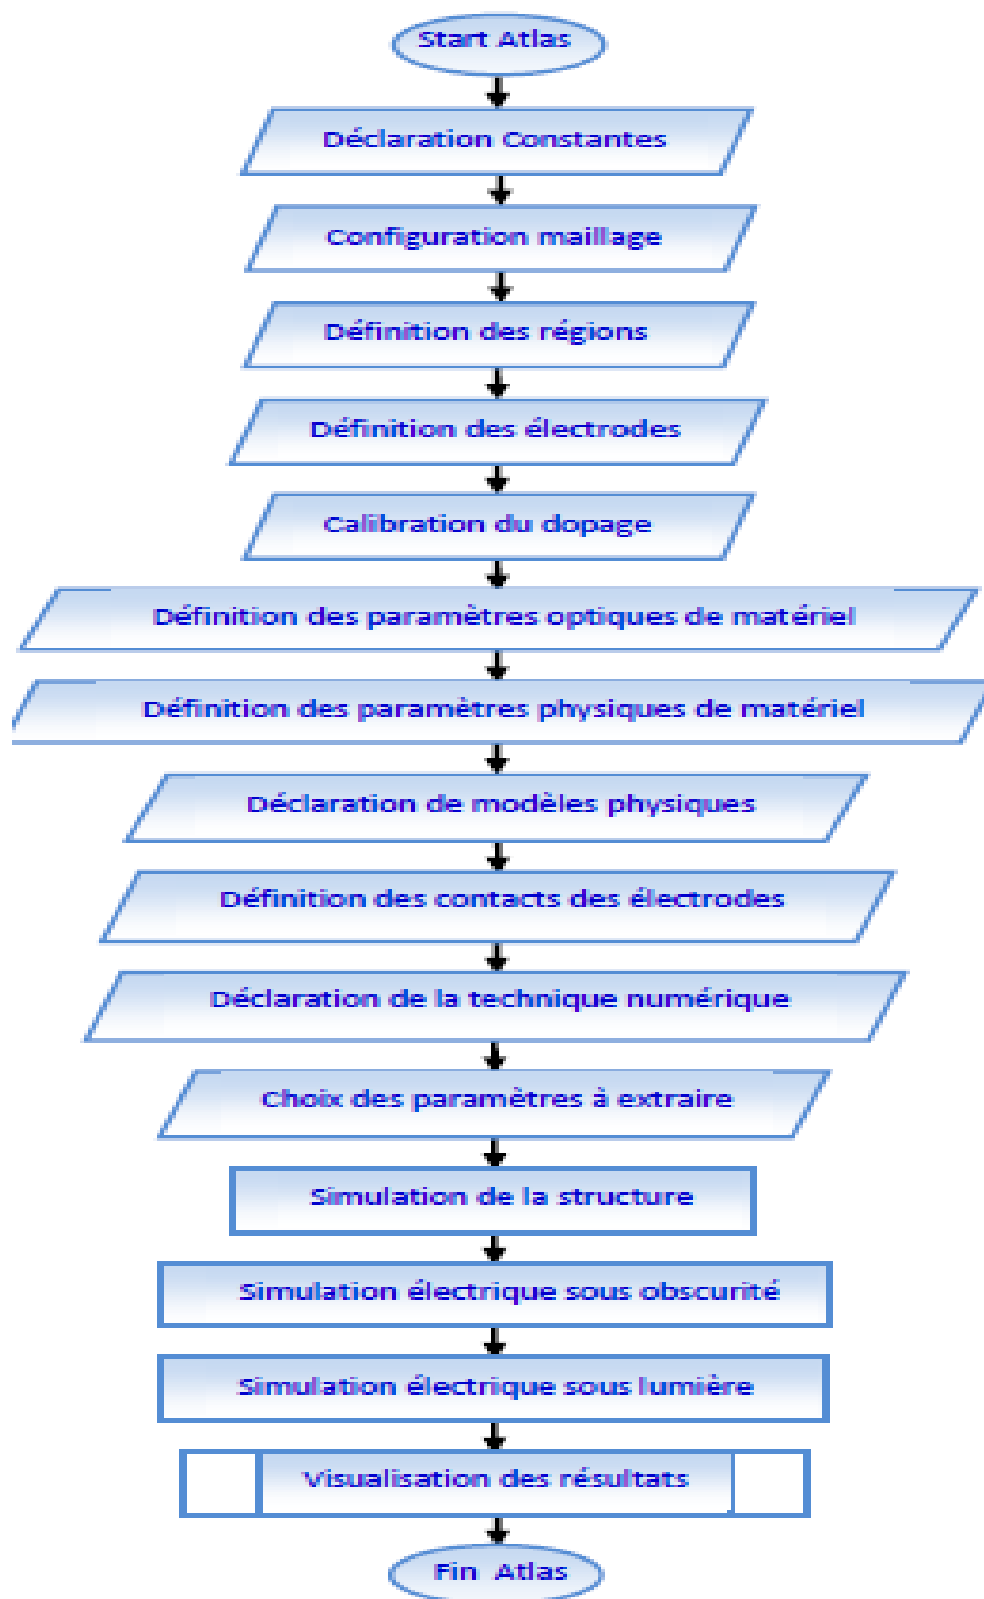 Start Atlas
Déclaration Constantes
Configuration maillage
Définition des régions
Définition des électrodes
Calibration du dopage
Définition des paramètres optiques de matériel
Définition des paramètres physiques de matériel
Déclaration de modèles physiques
Définition des contacts des électrodes
Déclaration de la technique numérique
Choix des paramètres à extraire
Simulation de la structure
Simulation électrique sous obscurité
Simulation électrique sous lumière
Visualisation des résultats
Fin Atlas